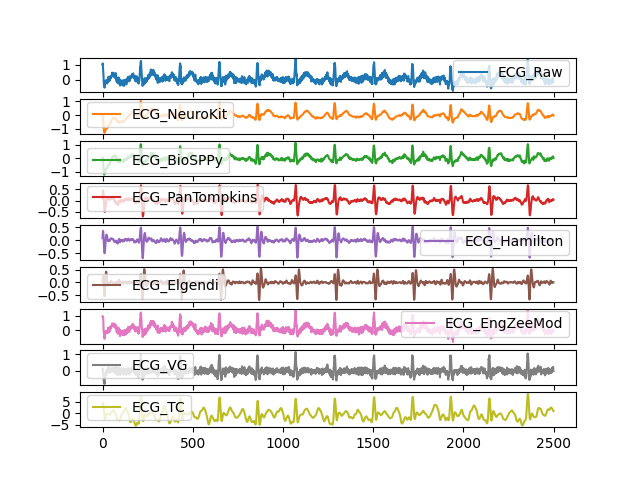 1
0
ECG_Raw
1
0
−1
ECG_NeuroKit
1
0
−1
ECG_BioSPPy
0.5
0.0
−0.5
ECG_PanTompkins
0.5
0.0
−0.5
ECG_Hamilton
0.5
0.0
−0.5
ECG_Elgendi
1
0
ECG_EngZeeMod
1
0
ECG_VG
5
0
−5
ECG_TC
0 500 1000 1500 2000 2500